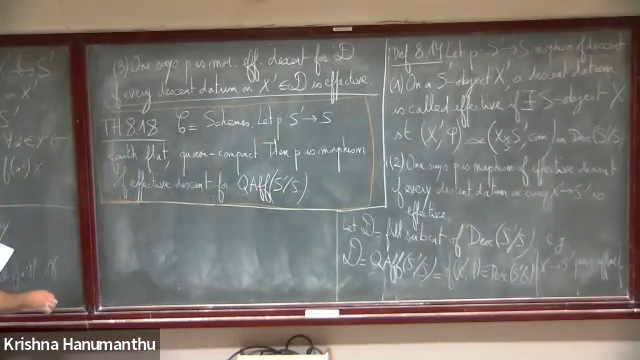 (3) One says p is mor. eff. descent for D
if every descent datum on X' ∈ D is effective.
TH 8.18 C = Schemes. Let p S' → S
faith flat, quasi-compact Then p is morphism
of effective descent for QAff(S'/S)
Def 8.17 Let p: S' → S morphism of descent
(1) On a S'-object X', a descent datum
is called effective if ∃ S-object X
st (X', φ) ≃ (X ×_S S', can) in Desc(S'/S)
(2) One says p is morphism of effective descent
if every descent datum on every X' → S' is
effective.
Let D = full subcat of Desc(S'/S), e.g.
D = QAff(S'/S) = {(X', φ) ∈ Desc(S'/S) | X' → S'
Krishna Hanumanthu